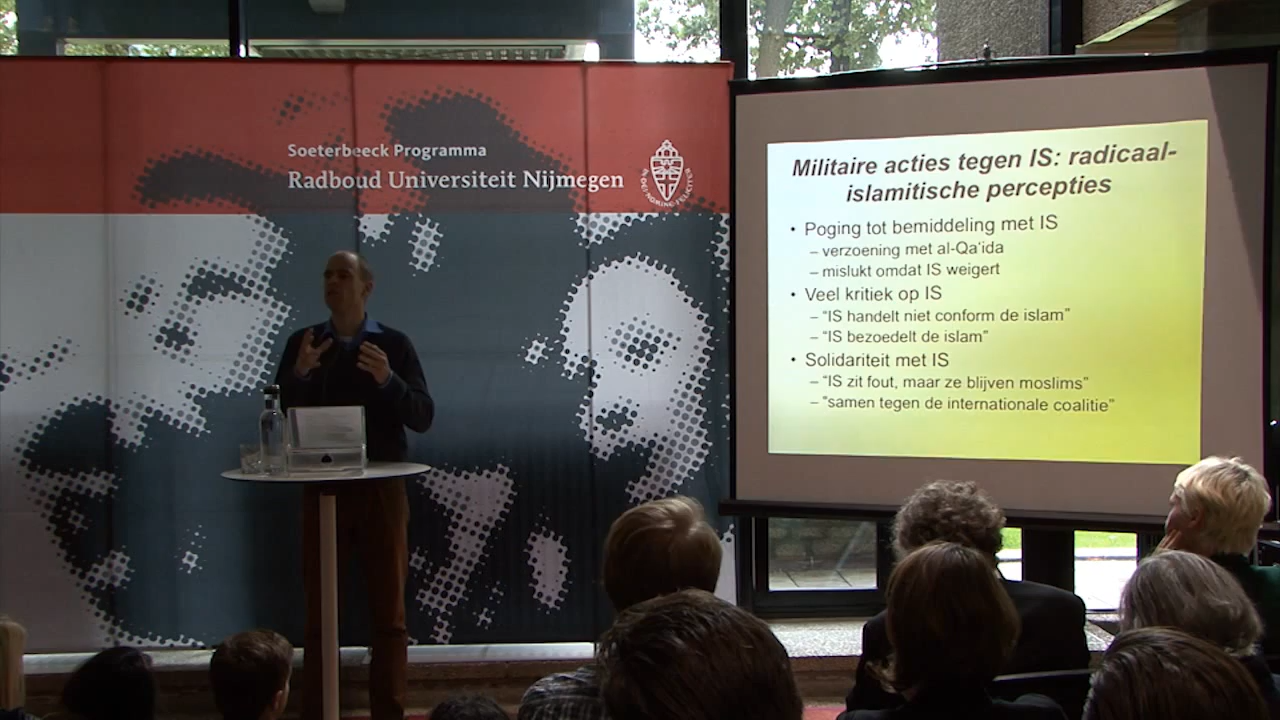 Soeterbeeck Programma
Radboud Universiteit Nijmegen
Militaire acties tegen IS: radicaal-
islamitische percepties
• Poging tot bemiddeling met IS
– verzoening met al-Qa‘ida
– mislukt omdat IS weigert
• Veel kritiek op IS
– “IS handelt niet conform de islam”
– “IS bezoedelt de islam”
• Solidariteit met IS
– “IS zit fout, maar ze blijven moslims”
– “samen tegen de internationale coalitie”